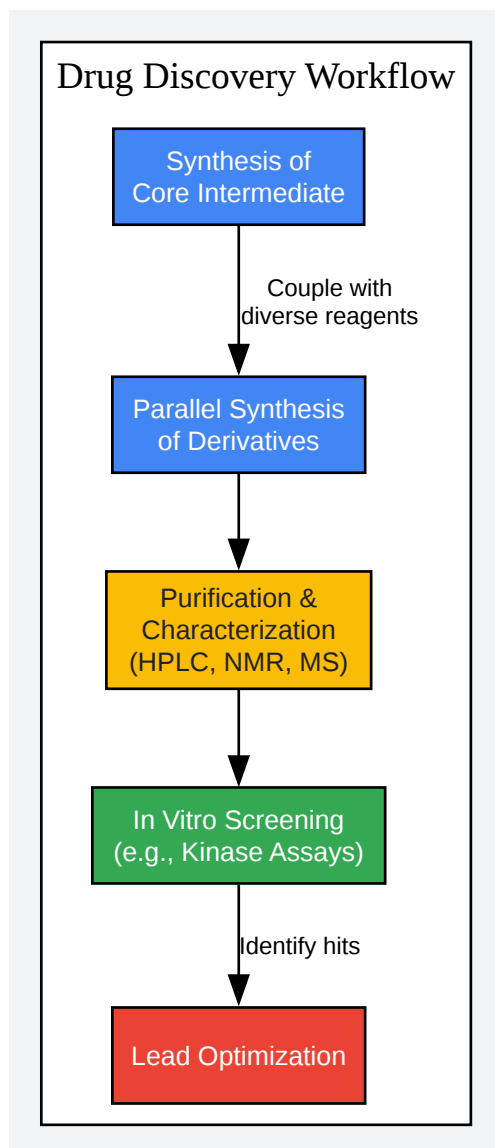 Drug Discovery Workflow
Synthesis of
Core Intermediate
Couple with
diverse reagents
Parallel Synthesis
of Derivatives
Purification &
Characterization
(HPLC, NMR, MS)
In Vitro Screening
(e.g., Kinase Assays)
Identify hits
Lead Optimization